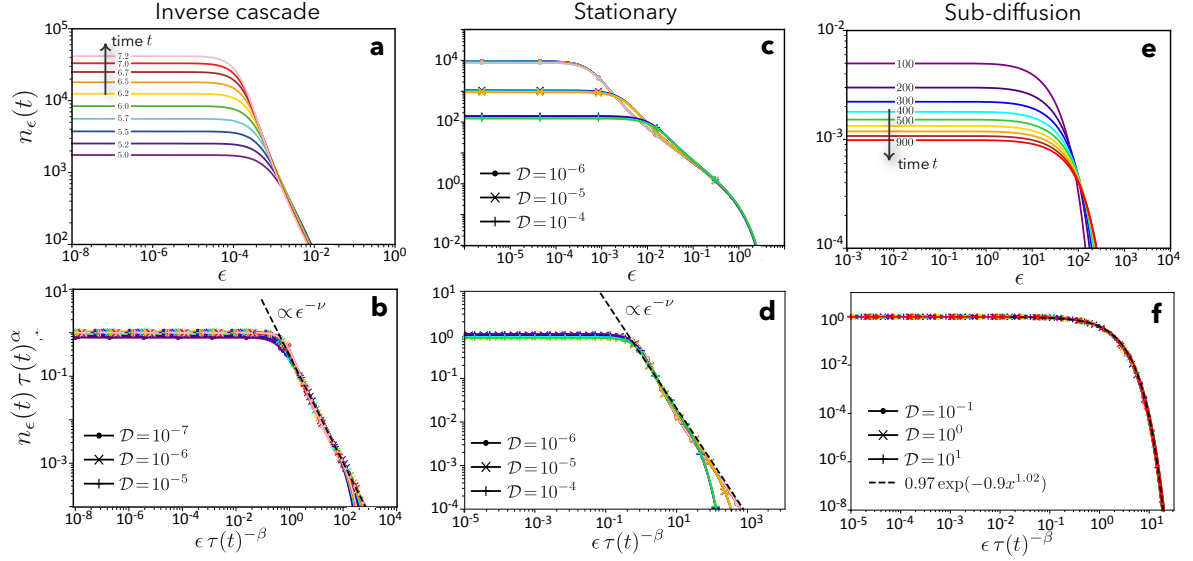 Inverse cascade
Stationary
Sub-diffusion
a
n_ϵ(t)
10^5
10^4
10^3
10^2
time t
7.2
7.0
6.7
6.5
6.2
6.0
5.7
5.5
5.2
5.0
10^-8 10^-6 10^-4 10^-2 10^0
ϵ
c
10^4
10^2
10^0
10^-2
D=10^-6
D=10^-5
D=10^-4
10^-5 10^-4 10^-3 10^-2 10^-1 10^0
ϵ
e
10^-2
10^-3
10^-4
100
200
300
400
500
900
time t
10^-3 10^-2 10^-1 10^0 10^1 10^2 10^3 10^4
ϵ
b
n_ϵ(t) τ(t)^α
10^1
10^-1
10^-3
∝ϵ^-ν
D=10^-7
D=10^-6
D=10^-5
10^-8 10^-6 10^-4 10^-2 10^0 10^2 10^4
ϵ τ(t)^-β
d
10^1
10^0
10^-1
10^-2
10^-3
10^-4
∝ϵ^-ν
D=10^-6
D=10^-5
D=10^-4
10^-5 10^-3 10^-1 10^1 10^3
ϵ τ(t)^-β
f
10^0
10^-2
10^-4
10^-6
10^-8
D=10^-1
D=10^0
D=10^1
0.97 exp(−0.9x^1.02)
10^-5 10^-4 10^-3 10^-2 10^-1 10^0 10^1
ϵ τ(t)^-β